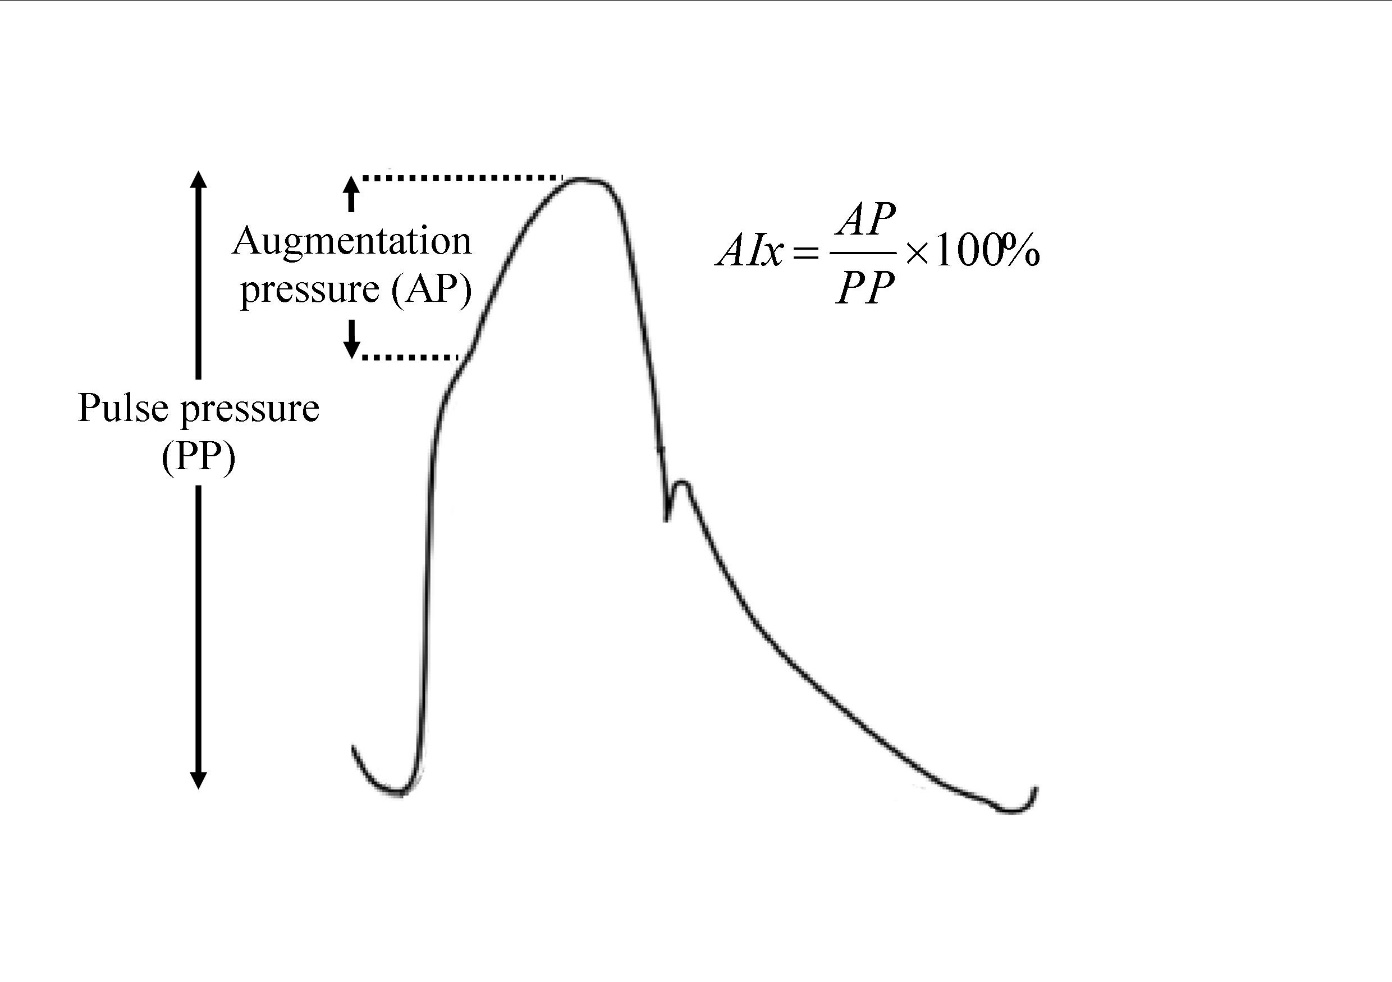 Augmentation
pressure (AP)
Pulse pressure
(PP)
AIx = AP/PP ×100%